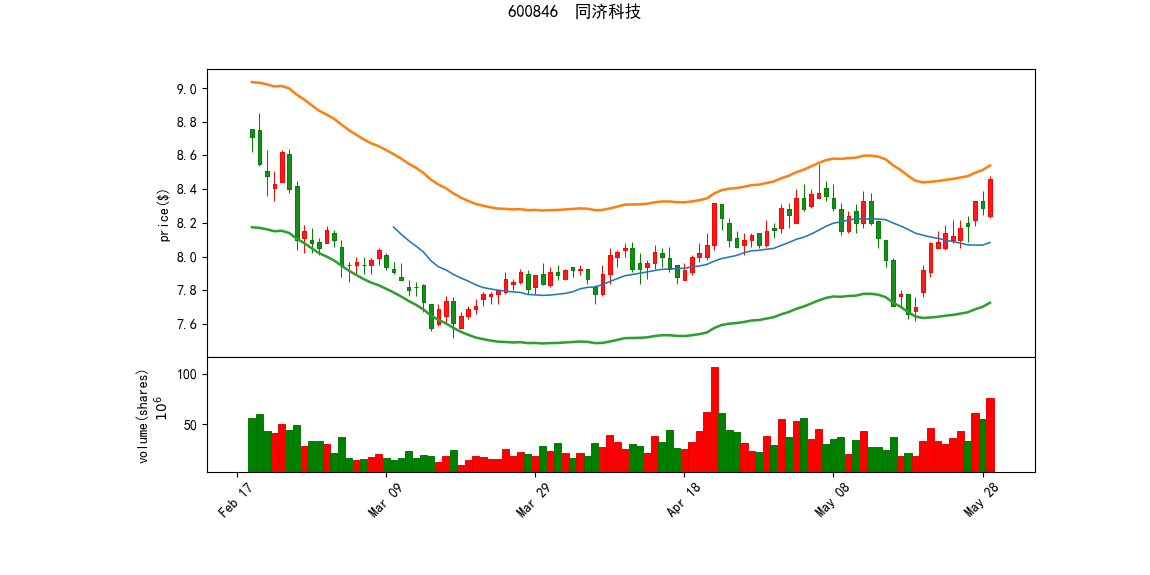 600846 同济科技
price($)
9.0
8.8
8.6
8.4
8.2
8.0
7.8
7.6
volume(shares)
10^6
100
50
Feb 17
Mar 09
Mar 29
Apr 18
May 08
May 28